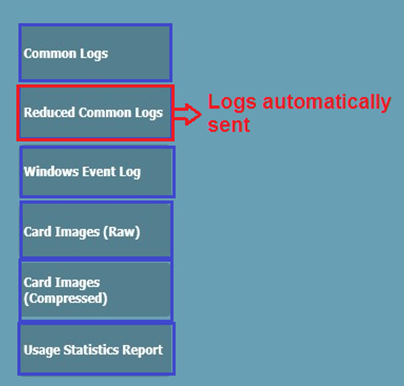 Common Logs
Reduced Common Logs
Logs automatically
sent
Windows Event Log
Card Images (Raw)
Card Images
(Compressed)
Usage Statistics Report